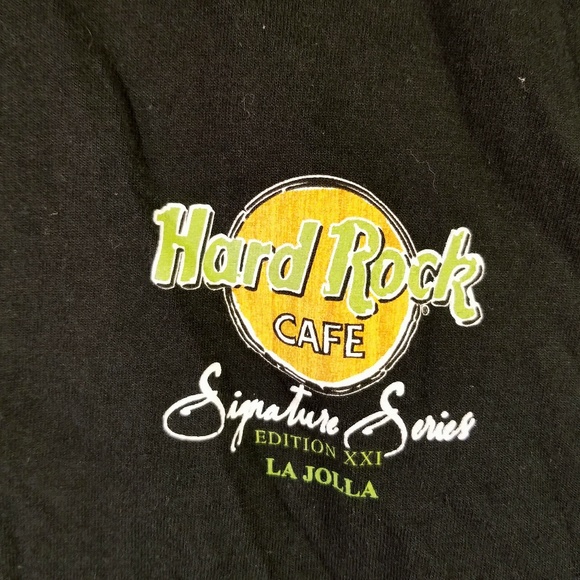 Hard Rock
CAFE
®
Signature Series
EDITION XXI
LA JOLLA